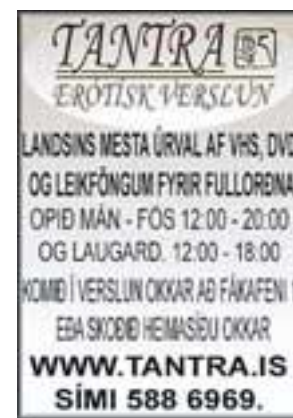 TANTRA
EROTÍSK VERSLUN
LANDSINS MESTA ÚRVAL AF VHS, DVD
OG LEIKFÖNGUM FYRIR FULLORÐNA
OPIÐ MÁN - FÖS 12:00 - 20:00
OG LAUGARD. 12:00 - 18:00
KOMIÐ Í VERSLUN OKKAR AÐ FÁKAFENI
EÐA SKOÐIÐ HEIMASÍÐU OKKAR
WWW.TANTRA.IS
SÍMI 588 6969.